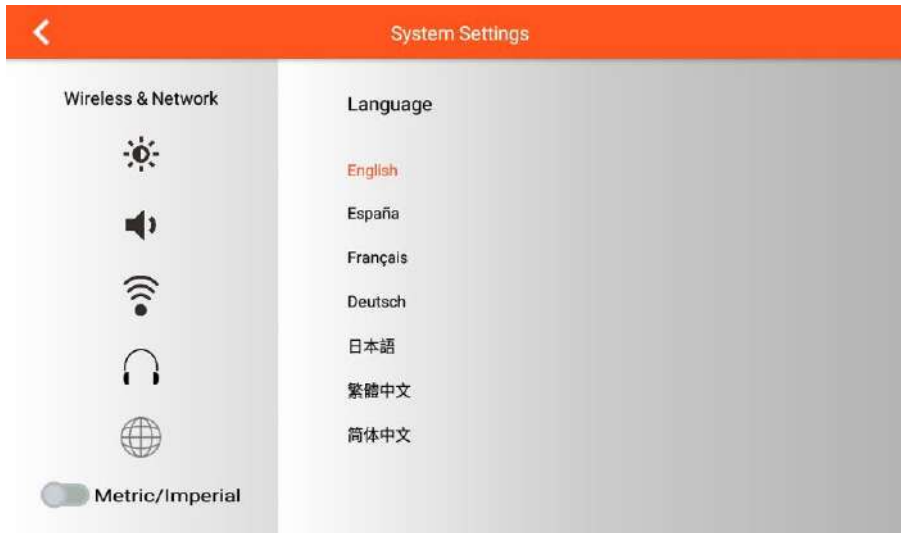 System Settings
Wireless & Network
Metric/Imperial
Language
English
España
Français
Deutsch
日本語
繁體中文
简体中文